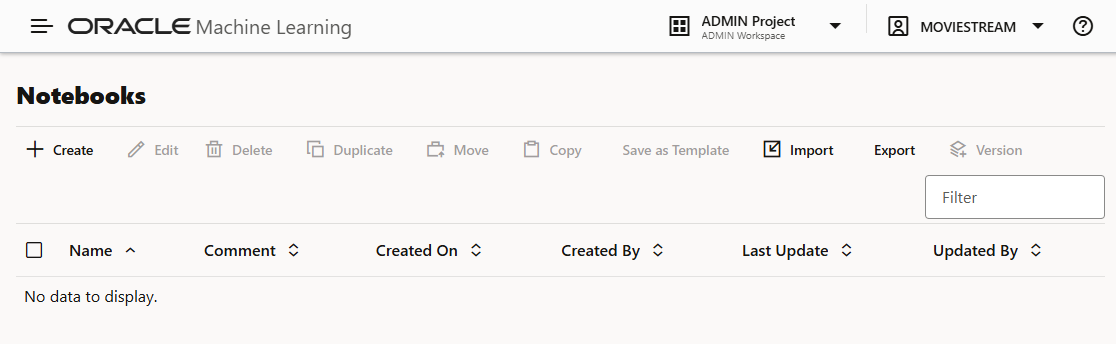 ORACLE Machine Learning
ADMIN Project
ADMIN Workspace
MOVIESTREAM
?
Notebooks
Create Edit Delete Duplicate Move Copy Save as Template Import Export Version
Filter
Name Comment Created On Created By Last Update Updated By
No data to display.